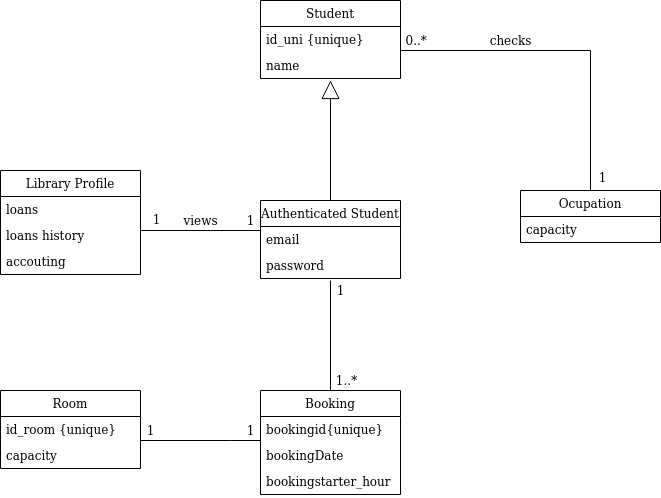 Student
id_uni {unique}
name
0..*
checks
1
Library Profile
loans
loans history
accouting
1
views
1
Authenticated Student
email
password
Ocupation
capacity
1
1..*
Room
id_room {unique}
capacity
1
1
Booking
bookingid{unique}
bookingDate
bookingstarter_hour